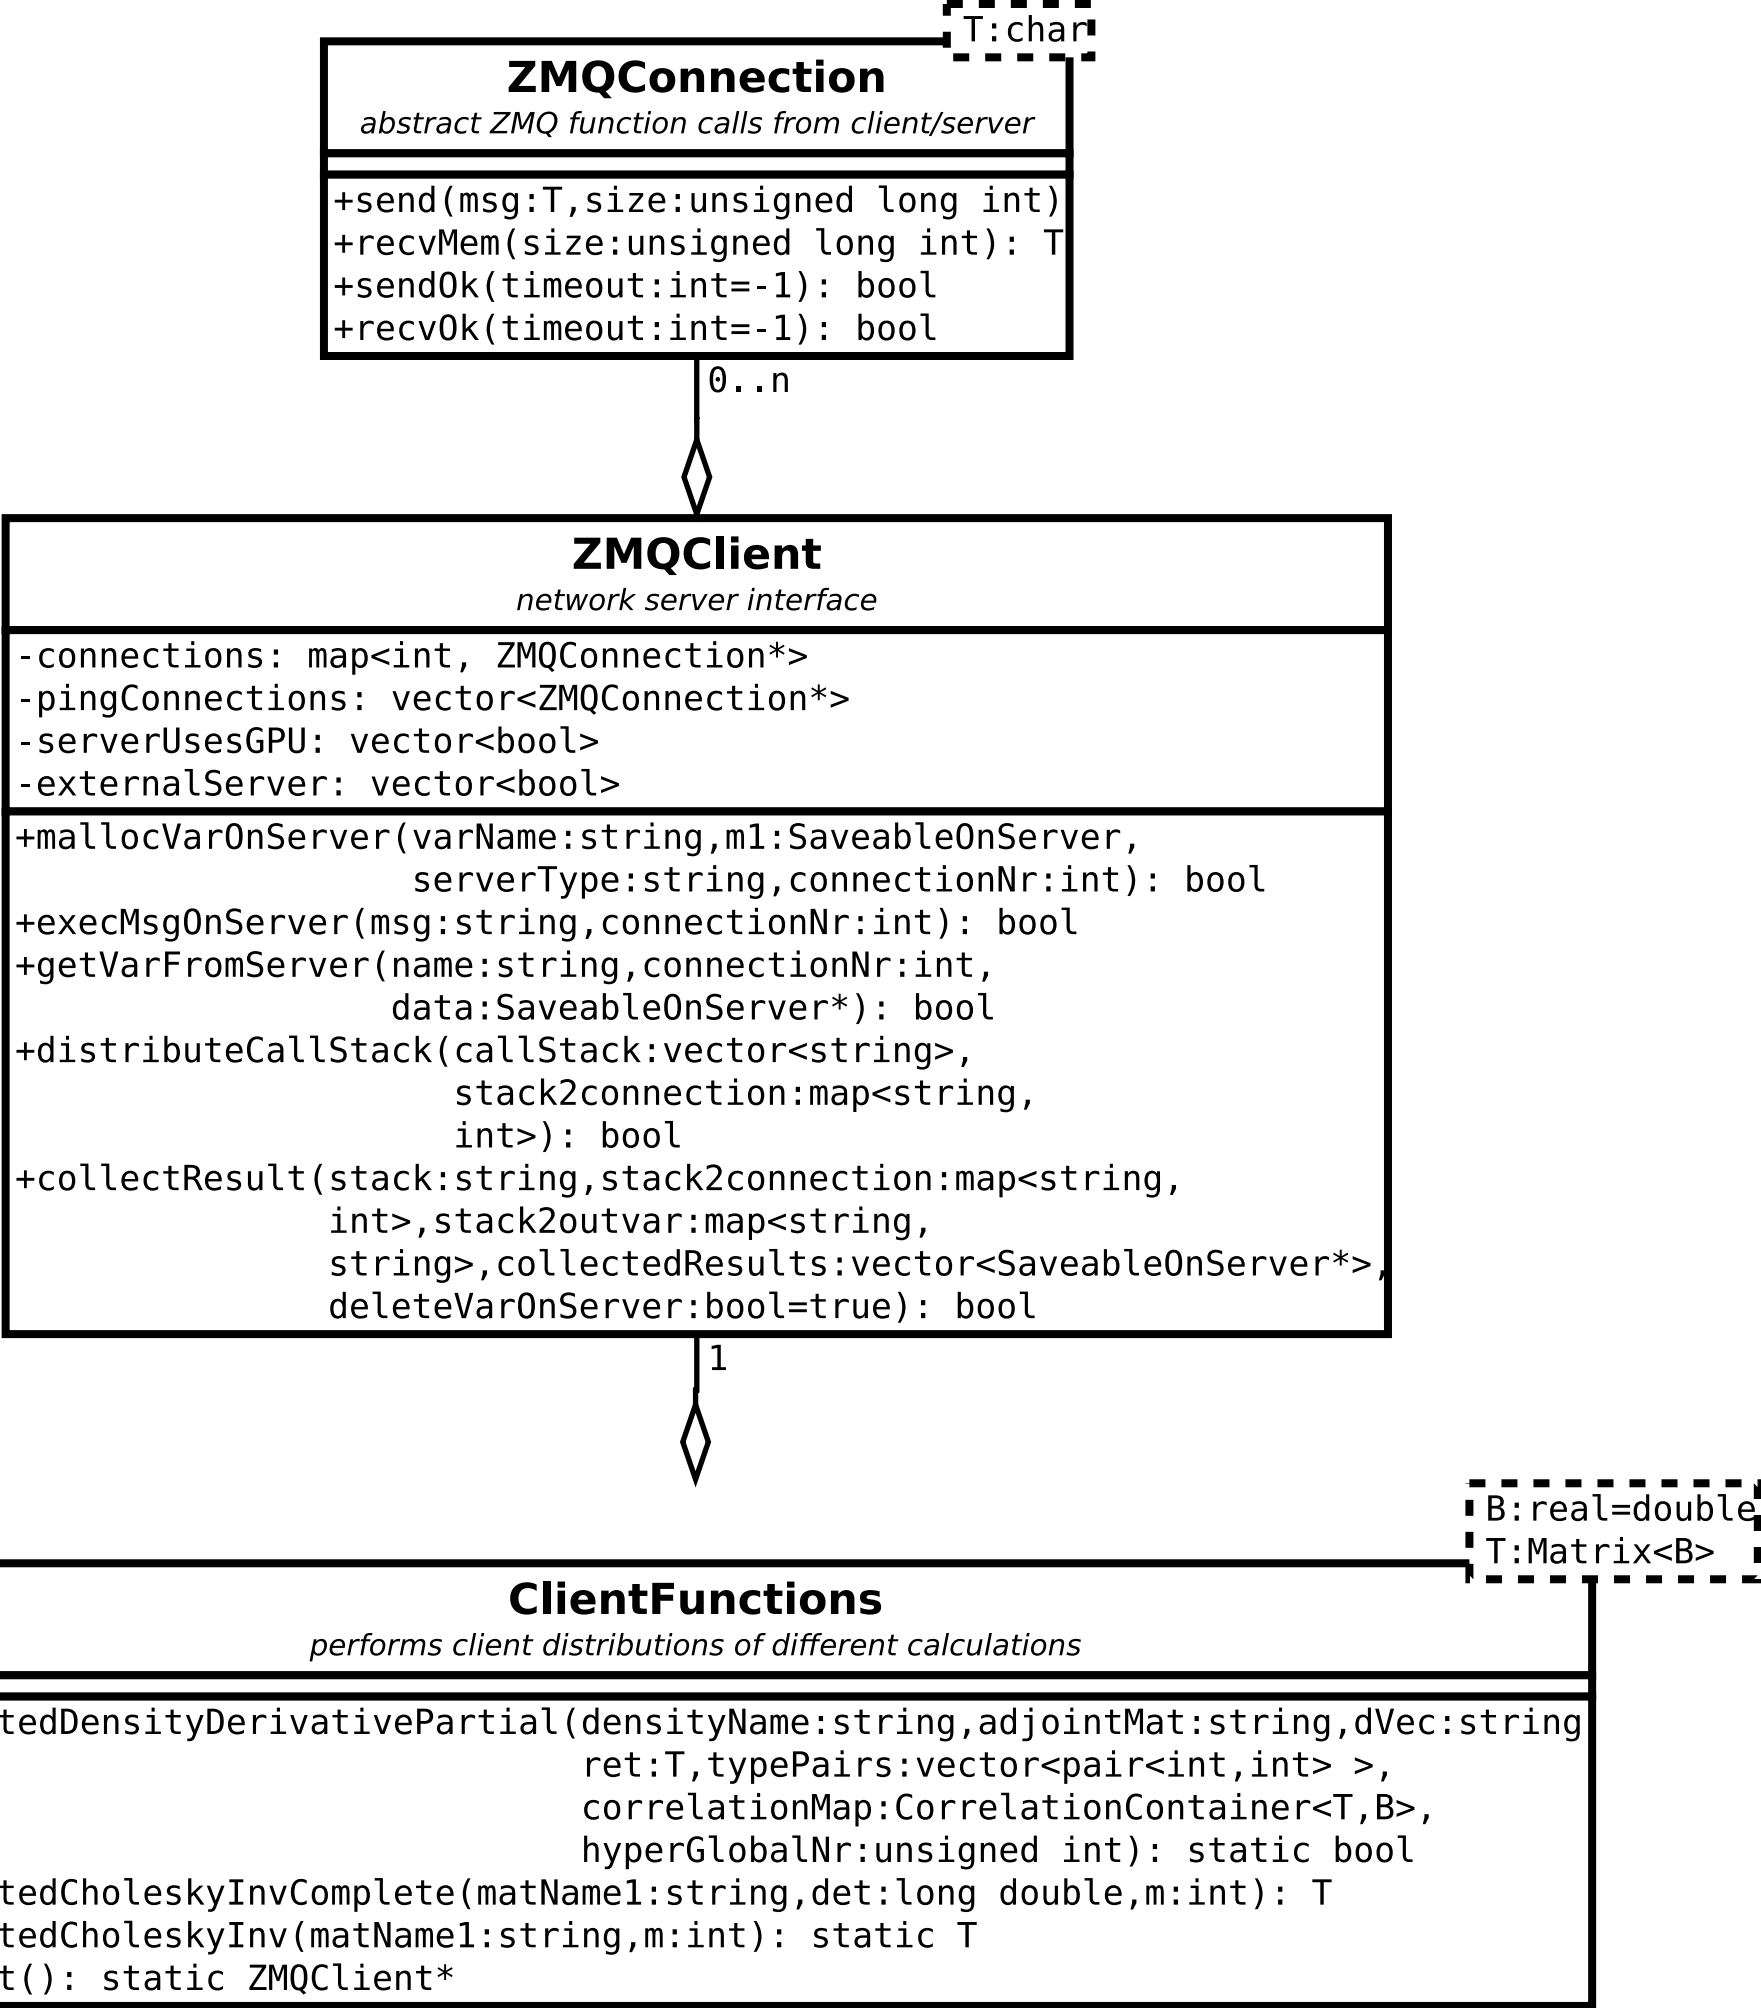 T:char
ZMQConnection
abstract ZMQ function calls from client/server
+send(msg:T,size:unsigned long int)
+recvMem(size:unsigned long int): T
+sendOk(timeout:int=-1): bool
+recvOk(timeout:int=-1): bool
0..n
ZMQClient
network server interface
-connections: map<int, ZMQConnection*>
-pingConnections: vector<ZMQConnection*>
-serverUsesGPU: vector<bool>
-externalServer: vector<bool>
+mallocVarOnServer(varName:string,m1:SaveableOnServer,
serverType:string,connectionNr:int): bool
+execMsgOnServer(msg:string,connectionNr:int): bool
+getVarFromServer(name:string,connectionNr:int,
data:SaveableOnServer*): bool
+distributeCallStack(callStack:vector<string>,
stack2connection:map<string,
int>): bool
+collectResult(stack:string,stack2connection:map<string,
int>,stack2outvar:map<string,
string>,collectedResults:vector<SaveableOnServer*>,
deleteVarOnServer:bool=true): bool
1
B:real=double
T:Matrix<B>
ClientFunctions
performs client distributions of different calculations
tedDensityDerivativePartial(densityName:string,adjointMat:string,dVec:string
ret:T,typePairs:vector<pair<int,int> >,
correlationMap:CorrelationContainer<T,B>,
hyperGlobalNr:unsigned int): static bool
tedCholeskyInvComplete(matName1:string,det:long double,m:int): T
tedCholeskyInv(matName1:string,m:int): static T
t(): static ZMQClient*